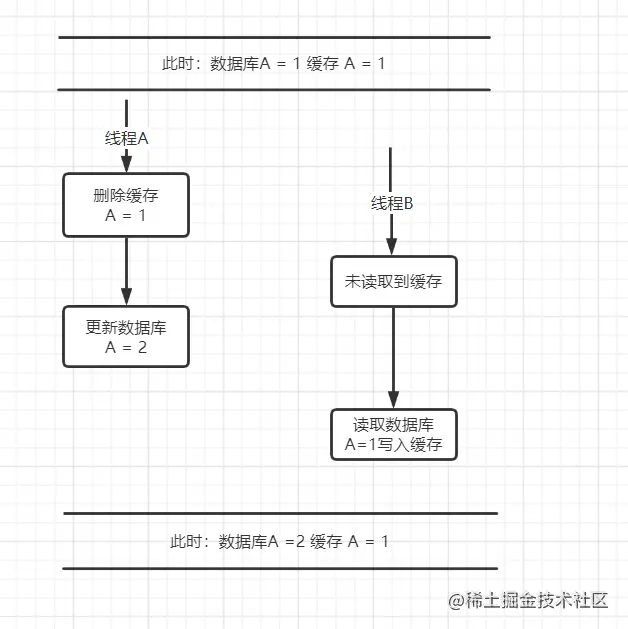 此时：数据库A = 1 缓存 A = 1
线程A
删除缓存
A = 1
线程B
未读取到缓存
更新数据库
A = 2
读取数据库
A=1写入缓存
此时：数据库A =2 缓存 A = 1
@稀土掘金技术社区